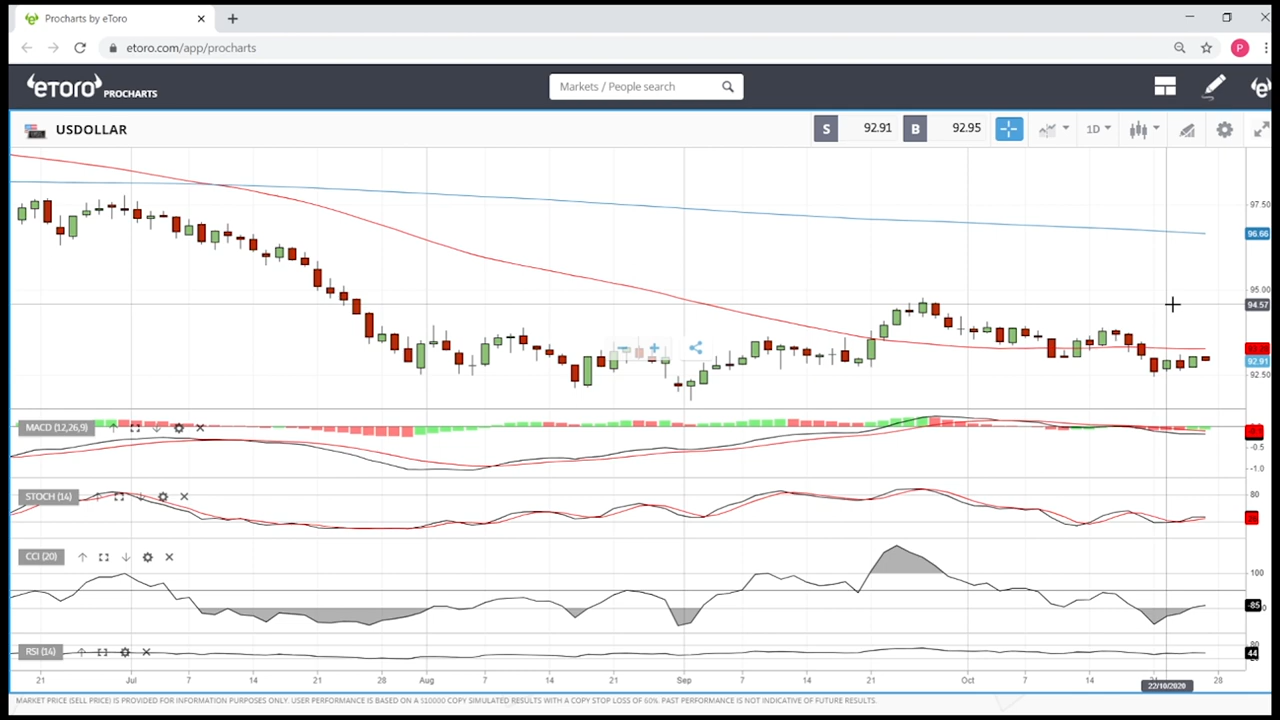 Procharts by eToro
etoro.com/app/procharts
P
eToro PROCHARTS
Markets / People search
USDOLLAR
S 92.91 B 92.95
1D
97.50
96.66
95.00
94.57
92.91
92.50
MACD (12,26,9)
-0.5
-1.0
STOCH (14)
80
CCI (20)
100
-85
RSI (14)
44
21 Jul 7 14 21 28 Aug 7 14 21 Sep 7 14 21 Oct 7 14 28
22/10/2020
MARKET PRICE (SELL PRICE) IS PROVIDED FOR INFORMATION PURPOSES ONLY. USER PERFORMANCE IS BASED ON A $10000 COPY SIMULATED RESULTS WITH A COPY STOP LOSS OF 60%. PAST PERFORMANCE IS NOT INDICATIVE OF FUTURE RESULTS.